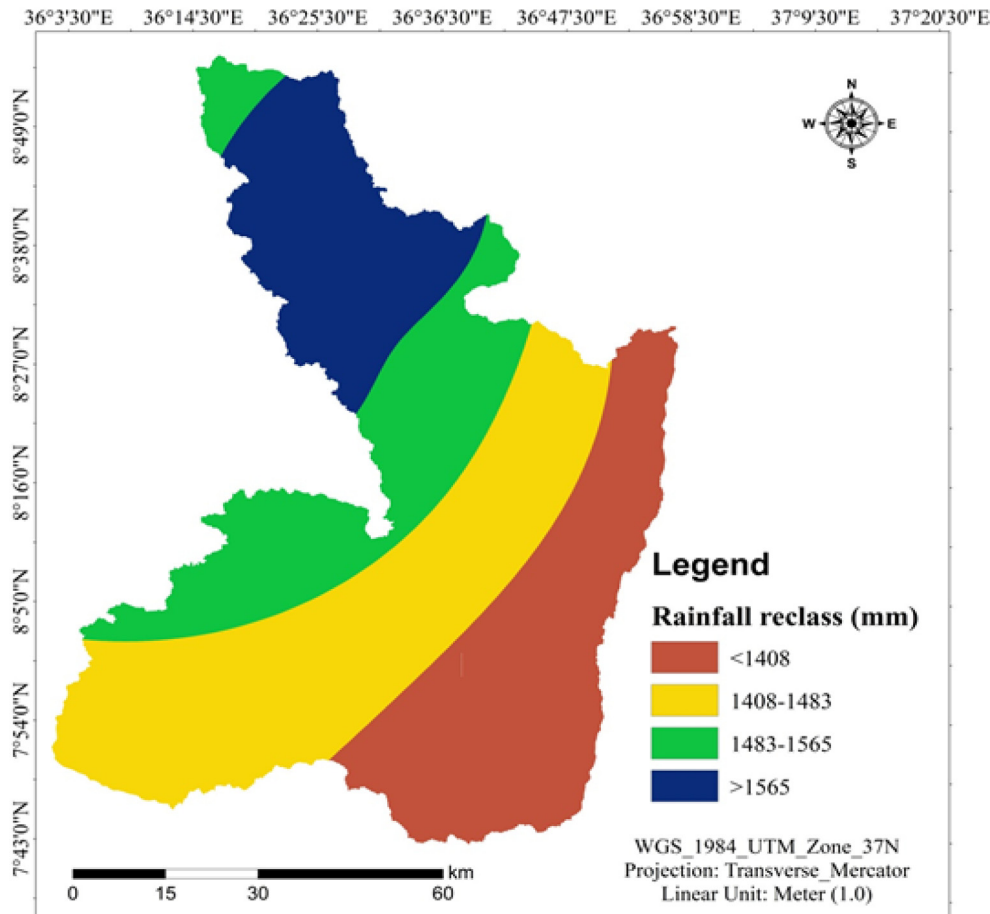 36°3'30"E 36°14'30"E 36°25'30"E 36°36'30"E 36°47'30"E 36°58'30"E 37°9'30"E 37°20'30"E
8°49'0"N
8°38'0"N
8°27'0"N
8°16'0"N
8°5'0"N
7°54'0"N
7°43'0"N
N
W E
S
Legend
Rainfall reclass (mm)
<1408
1408-1483
1483-1565
>1565
WGS_1984_UTM_Zone_37N
Projection: Transverse_Mercator
Linear Unit: Meter (1.0)
km
0 15 30 60